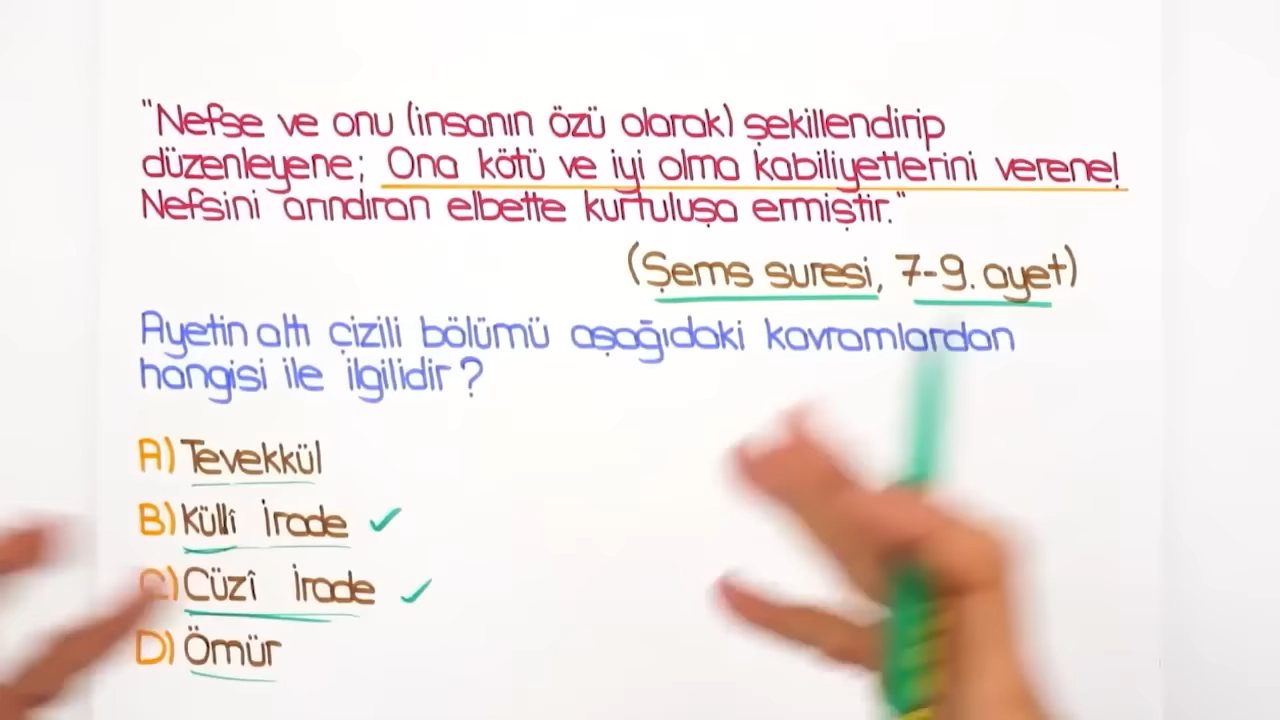 "Nefse ve onu (insanın özü olarak) şekillendirip
düzenleyene; Ona kötü ve iyi olma kabiliyetlerini verene!
Nefsini arındıran elbette kurtuluşa ermiştir."
(Şems suresi, 7-9. ayet)
Ayetin altı çizili bölümü aşağıdaki kavramlardan
hangisi ile ilgilidir?
A) Tevekkül
B) Küllî İrade ✓
C) Cüzî İrade ✓
D) Ömür